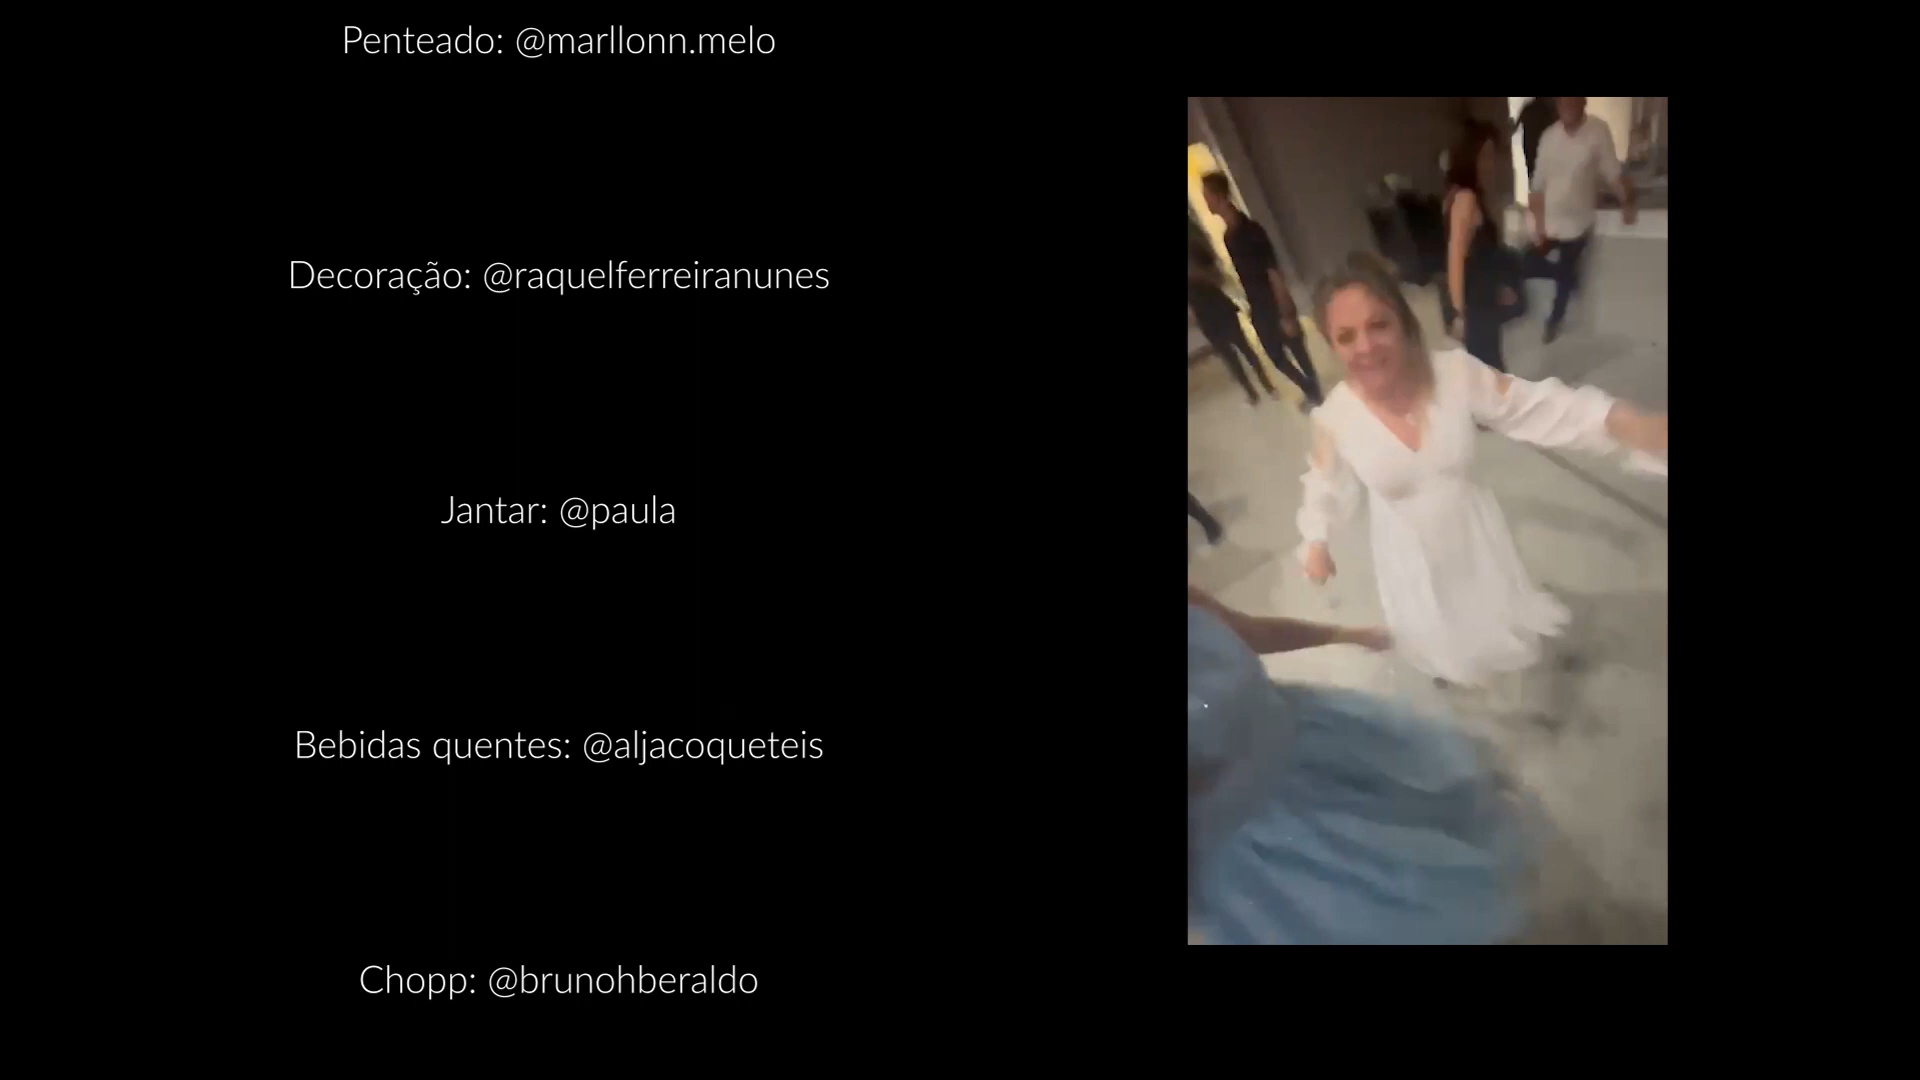 Penteado: @marllonn.melo
Decoração: @raquelferreiranunes
Jantar: @paula
Bebidas quentes: @aljacoqueteis
Chopp: @brunohberaldo